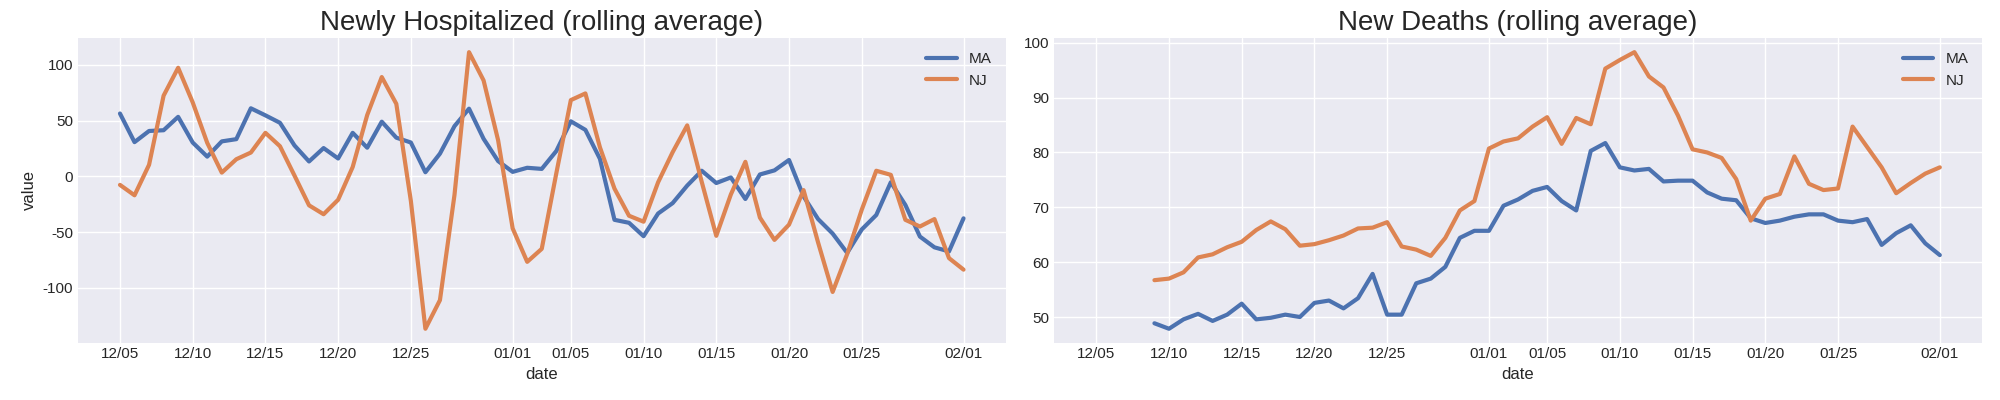 Newly Hospitalized (rolling average)
value
100
50
0
-50
-100
12/05 12/10 12/15 12/20 12/25 01/01 01/05 01/10 01/15 01/20 01/25 02/01
date
MA
NJ
New Deaths (rolling average)
100
90
80
70
60
50
12/05 12/10 12/15 12/20 12/25 01/01 01/05 01/10 01/15 01/20 01/25 02/01
date
MA
NJ